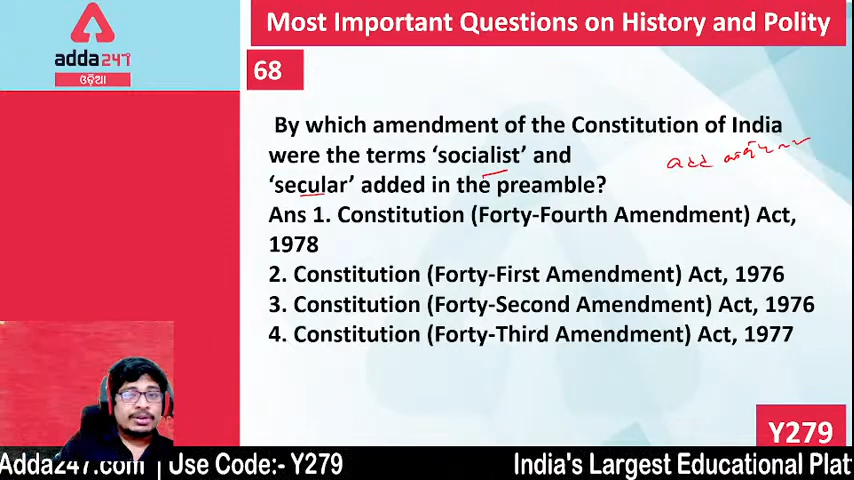 Most Important Questions on History and Polity
adda247
ଓଡ଼ିଆ
68
By which amendment of the Constitution of India
were the terms ‘socialist’ and
‘secular’ added in the preamble?
Ans 1. Constitution (Forty-Fourth Amendment) Act,
1978
2. Constitution (Forty-First Amendment) Act, 1976
3. Constitution (Forty-Second Amendment) Act, 1976
4. Constitution (Forty-Third Amendment) Act, 1977
Y279
Adda247.com | Use Code:- Y279 India's Largest Educational Plat